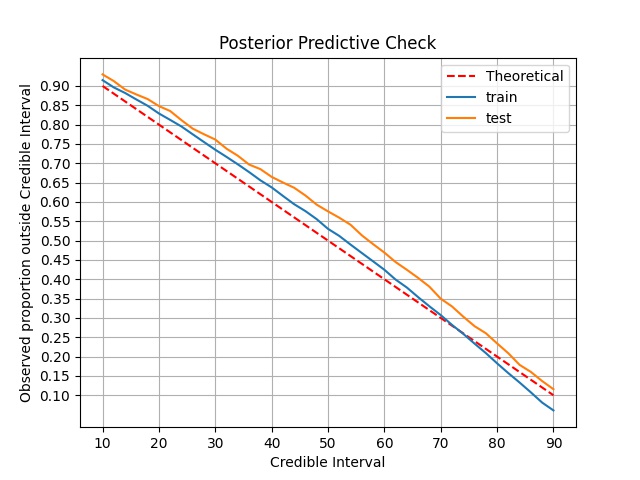 Posterior Predictive Check
Theoretical
train
test
Observed proportion outside Credible Interval
0.90
0.85
0.80
0.75
0.70
0.65
0.60
0.55
0.50
0.45
0.40
0.35
0.30
0.25
0.20
0.15
0.10
10 20 30 40 50 60 70 80 90
Credible Interval